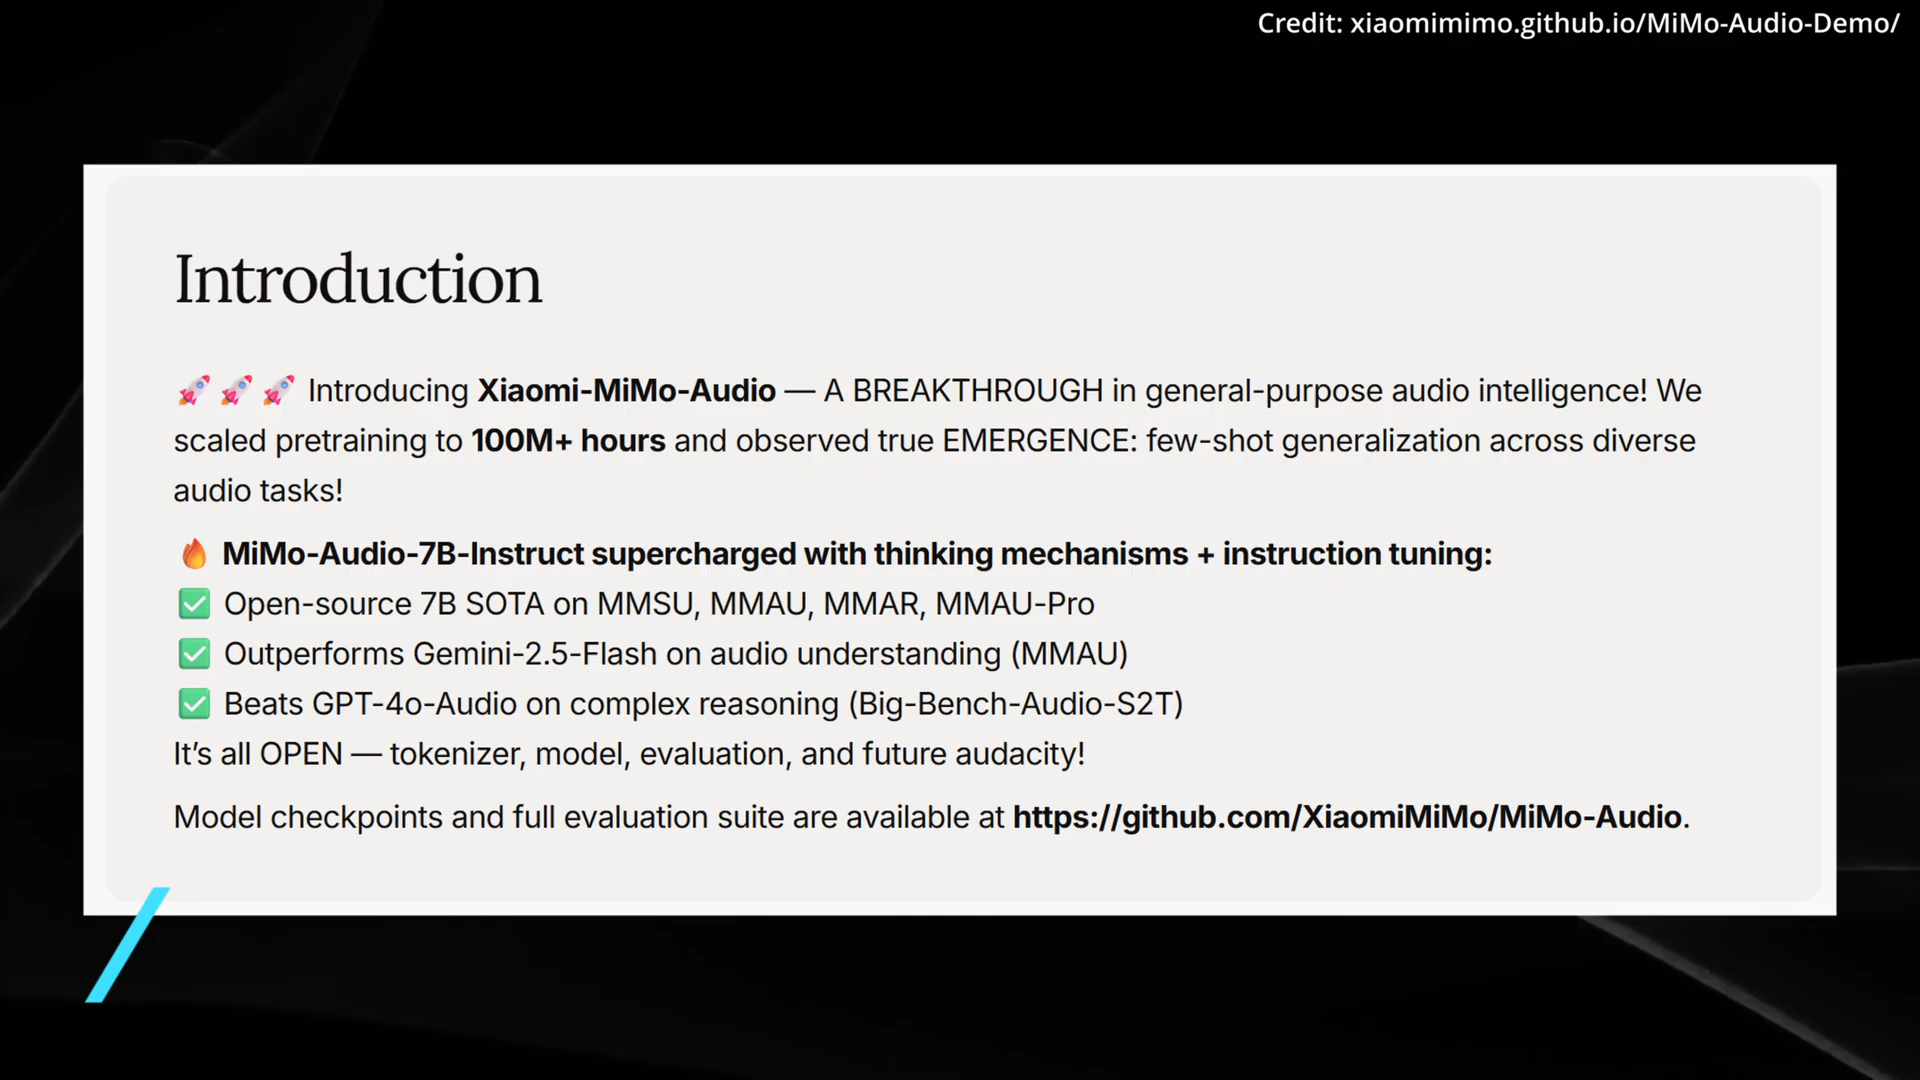 Credit: xiaomimimo.github.io/MiMo-Audio-Demo/
Introduction
🚀🚀🚀 Introducing Xiaomi-MiMo-Audio — A BREAKTHROUGH in general-purpose audio intelligence! We
scaled pretraining to 100M+ hours and observed true EMERGENCE: few-shot generalization across diverse
audio tasks!
🔥 MiMo-Audio-7B-Instruct supercharged with thinking mechanisms + instruction tuning:
✅ Open-source 7B SOTA on MMSU, MMAU, MMAR, MMAU-Pro
✅ Outperforms Gemini-2.5-Flash on audio understanding (MMAU)
✅ Beats GPT-4o-Audio on complex reasoning (Big-Bench-Audio-S2T)
It’s all OPEN — tokenizer, model, evaluation, and future audacity!
Model checkpoints and full evaluation suite are available at https://github.com/XiaomiMiMo/MiMo-Audio.